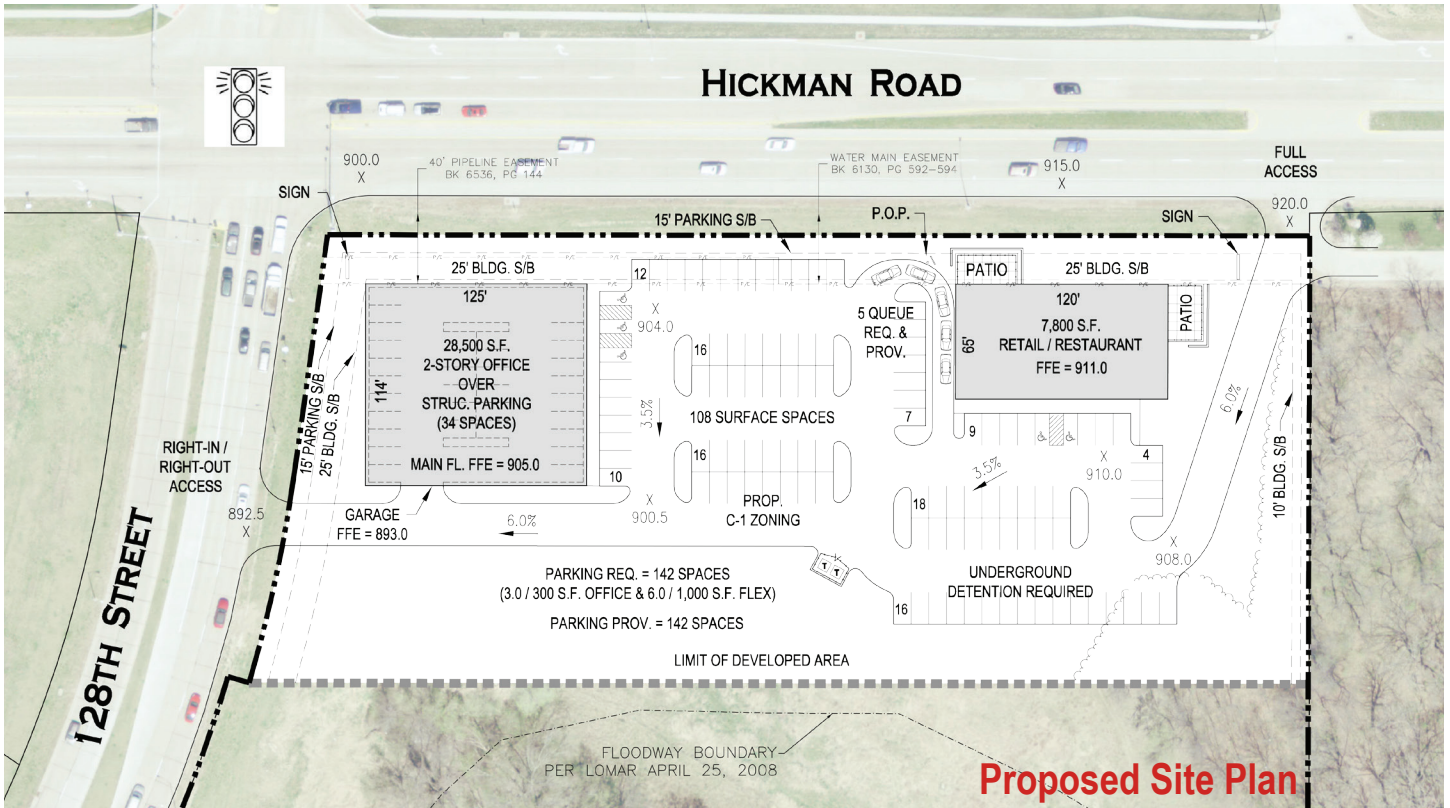 HICKMAN ROAD
900.0
X
40' PIPELINE EASEMENT
BK 6536, PG 144
WATER MAIN EASEMENT
BK 6130, PG 592-594
915.0
X
FULL
ACCESS
920.0
X
SIGN
15' PARKING S/B
P.O.P.
SIGN
25' BLDG. S/B
12
PATIO
25' BLDG. S/B
PATIO
125'
114'
28,500 S.F.
2-STORY OFFICE
OVER
STRUC. PARKING
(34 SPACES)
MAIN FL. FFE = 905.0
X
904.0
16
5 QUEUE
REQ. &
PROV.
120'
65'
7,800 S.F.
RETAIL / RESTAURANT
FFE = 911.0
15' PARKING S/B
25' BLDG. S/B
3.5%
108 SURFACE SPACES
7
9
6.0%
10' BLDG. S/B
RIGHT-IN /
RIGHT-OUT
ACCESS
16
10
3.5%
X
910.0
4
892.5
X
GARAGE
FFE = 893.0
6.0%
X
900.5
PROP.
C-1 ZONING
18
X
908.0
128TH STREET
PARKING REQ. = 142 SPACES
(3.0 / 300 S.F. OFFICE & 6.0 / 1,000 S.F. FLEX)
PARKING PROV. = 142 SPACES
T T
UNDERGROUND
DETENTION REQUIRED
16
LIMIT OF DEVELOPED AREA
FLOODWAY BOUNDARY
PER LOMAR APRIL 25, 2008
Proposed Site Plan